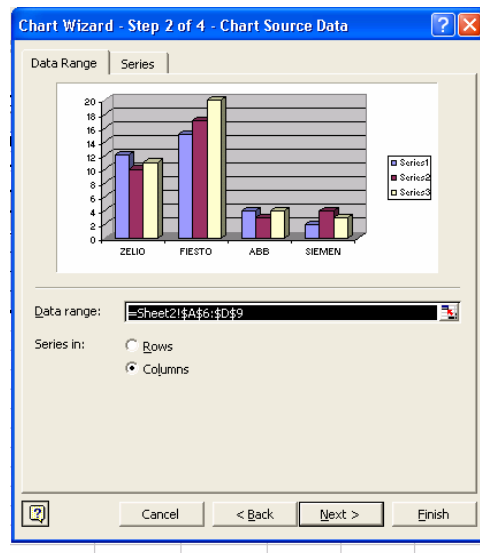 Chart Wizard - Step 2 of 4 - Chart Source Data
Data Range Series
20
18
16
14
12
10
8
6
4
2
0
ZELIO FIESTO ABB SIEMEN
Series1
Series2
Series3
Data range: =Sheet2!$A$6:$D$9
Series in: Rows
Columns
Cancel < Back Next > Finish